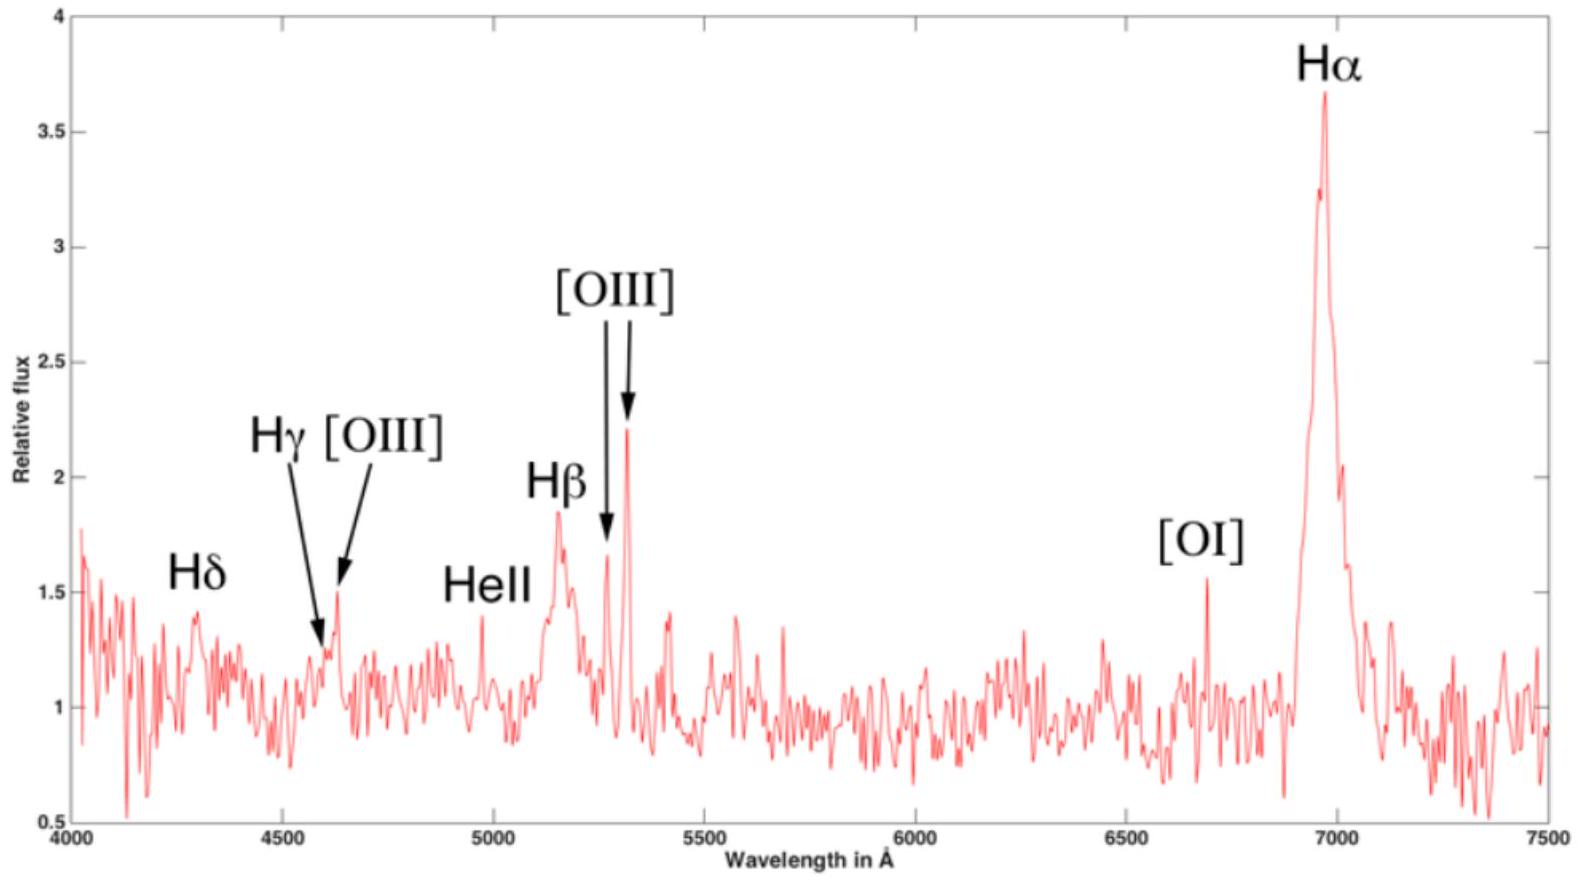 4
Hα
3.5
3
[OIII]
2.5
Relative flux
Hγ [OIII]
2
Hβ
[OI]
Hδ
HeII
1.5
1
0.5
4000 4500 5000 5500 6000 6500 7000 7500
Wavelength in Å